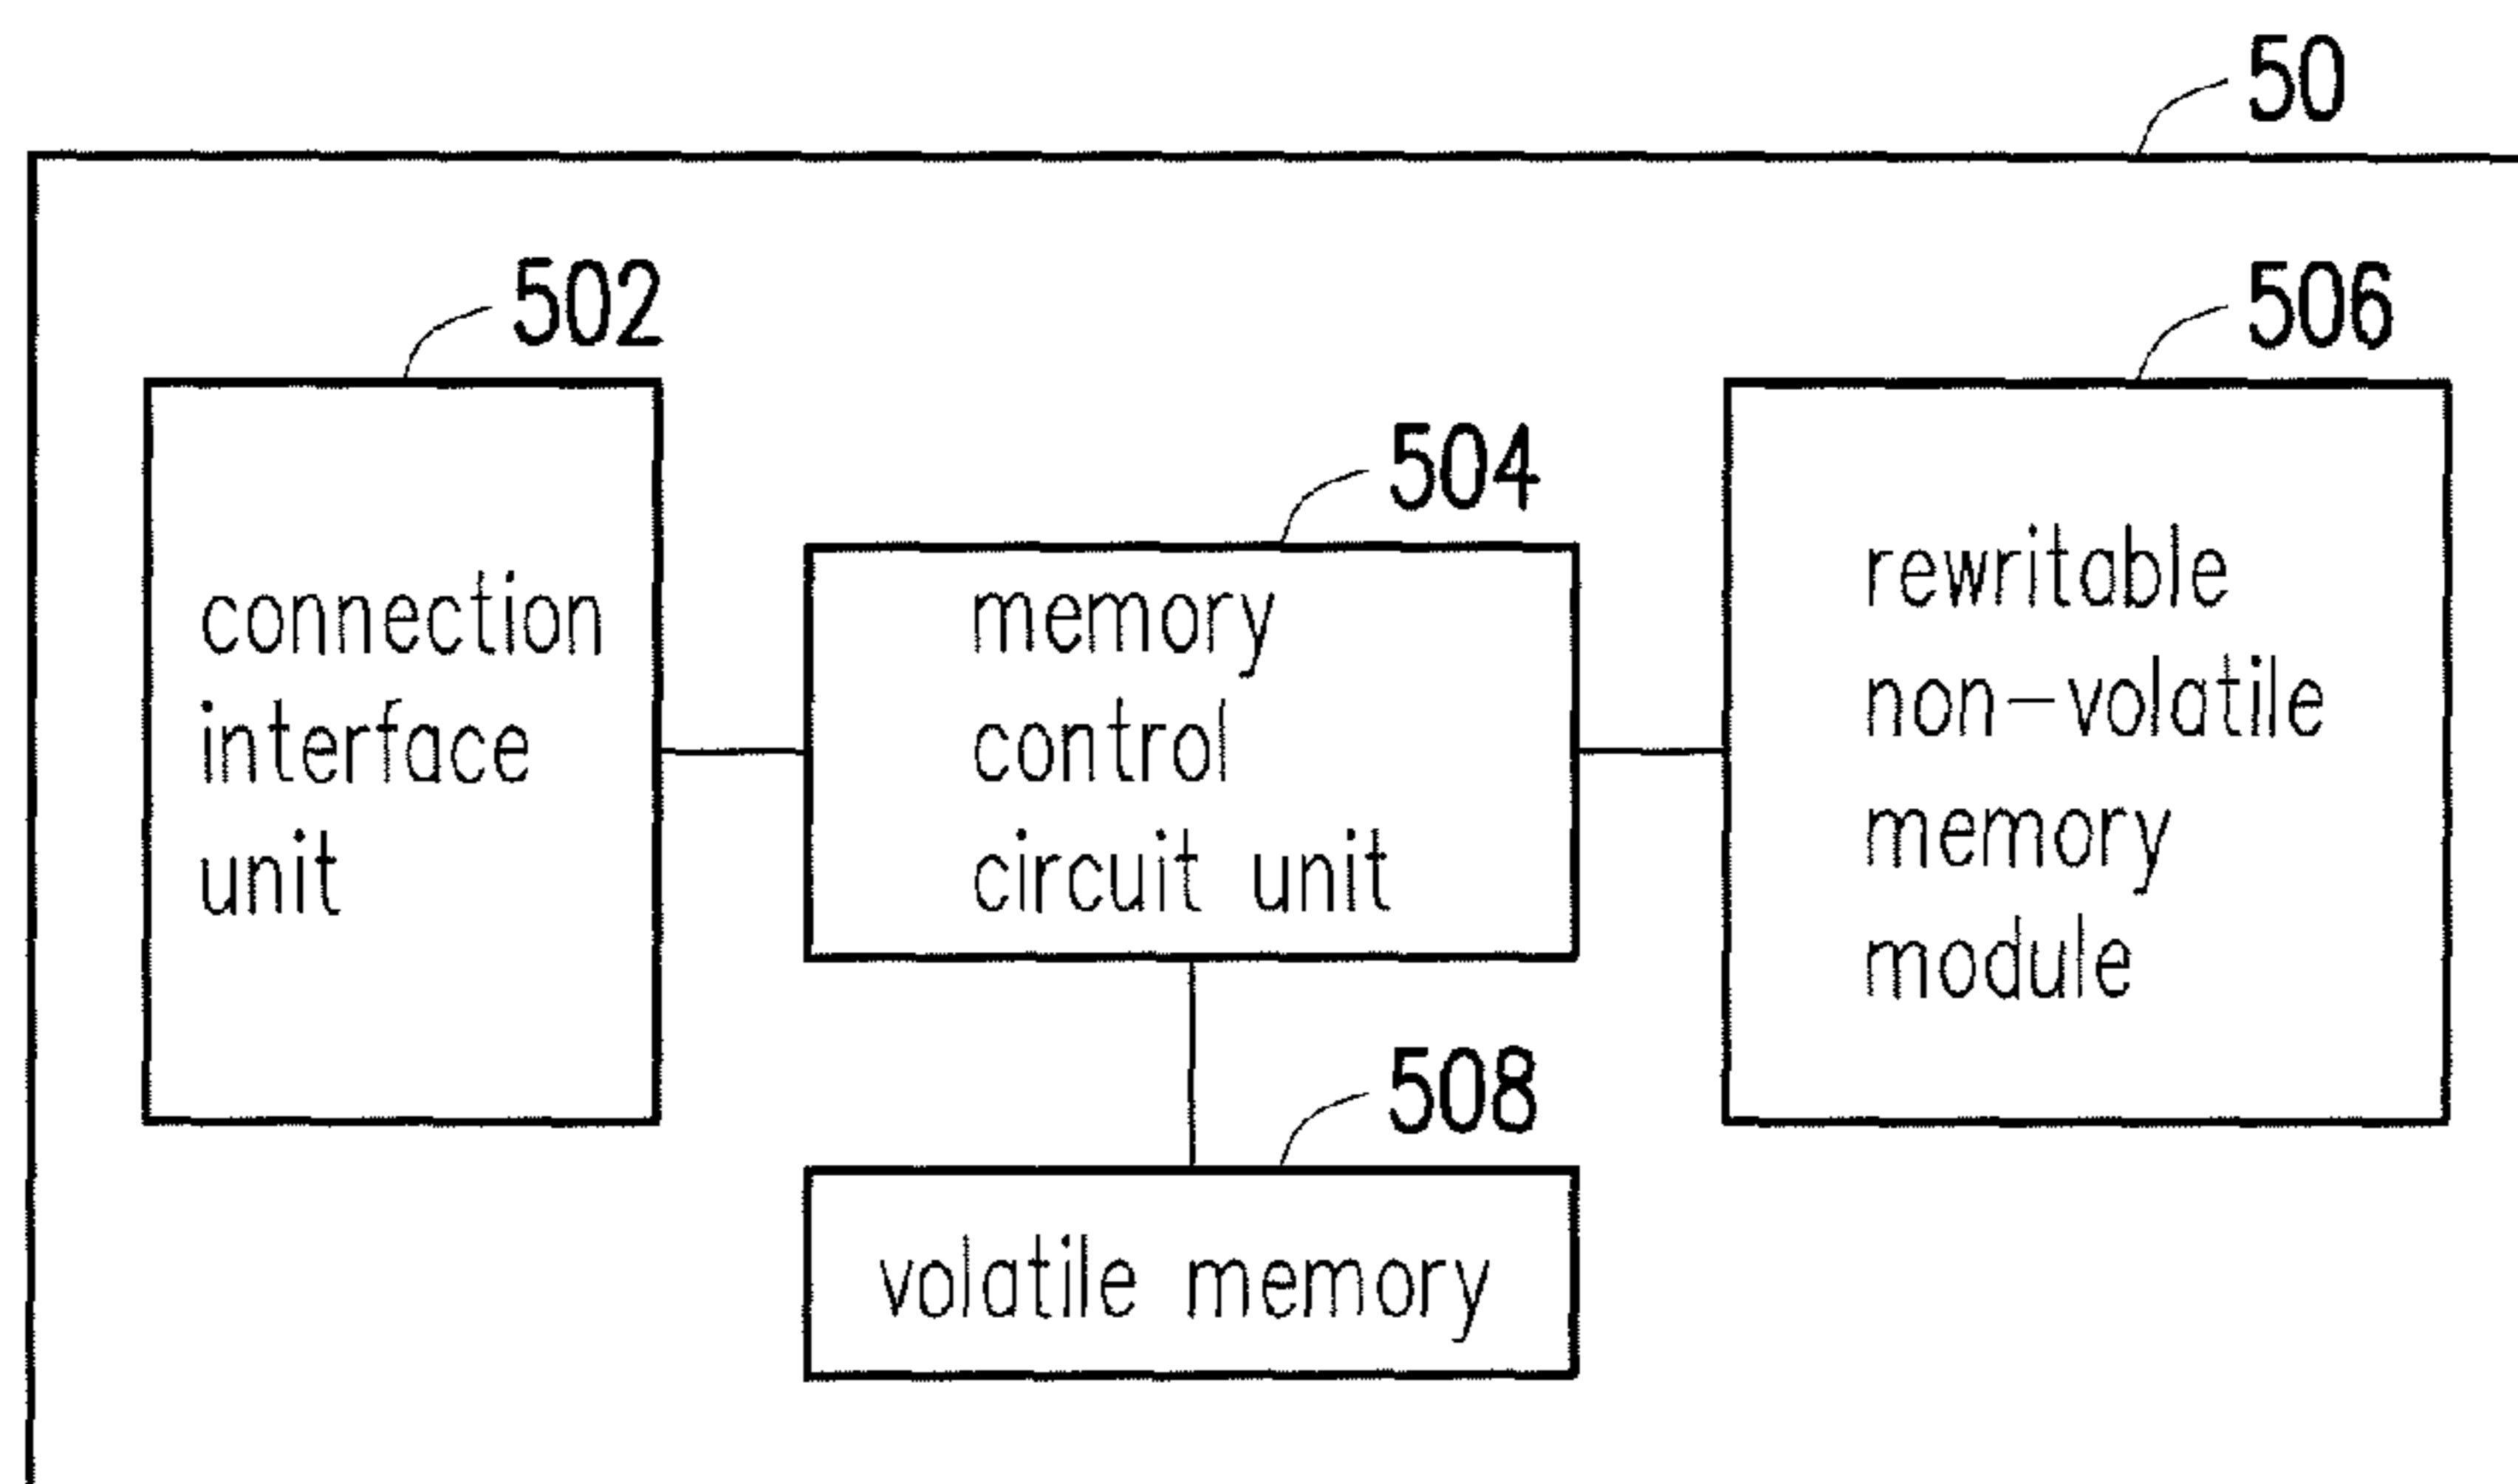 50
502
connection
interface
unit
504
memory
control
circuit unit
506
rewritable
non-volatile
memory
module
508
volatile memory